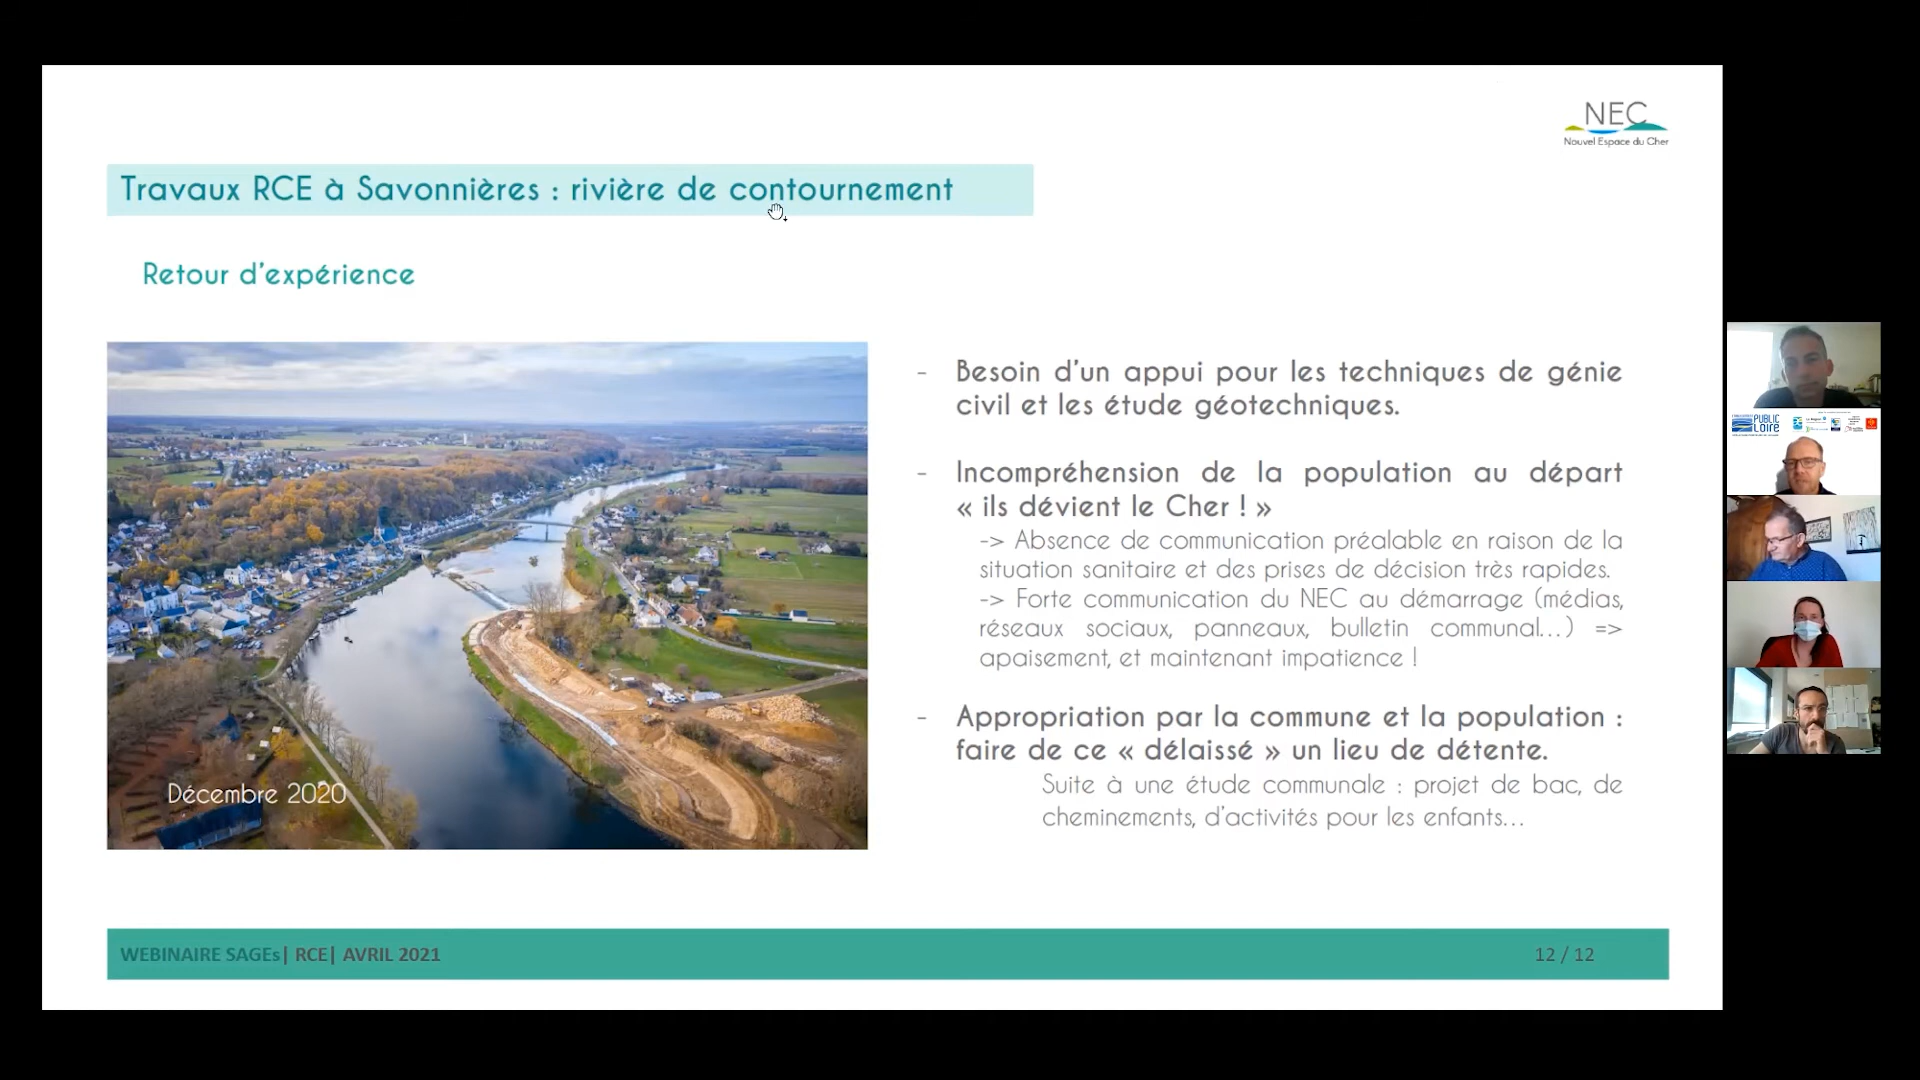 NEC
Nouvel Espace du Cher
Travaux RCE à Savonnières : rivière de contournement
Retour d'expérience
Décembre 2020
- Besoin d'un appui pour les techniques de génie
civil et les étude géotechniques.
- Incompréhension de la population au départ
« ils dévient le Cher ! »
-> Absence de communication préalable en raison de la
situation sanitaire et des prises de décision très rapides.
-> Forte communication du NEC au démarrage (médias,
réseaux sociaux, panneaux, bulletin communal...) =>
apaisement, et maintenant impatience !
- Appropriation par la commune et la population :
faire de ce « délaissé » un lieu de détente.
Suite à une étude communale : projet de bac, de
cheminements, d'activités pour les enfants...
WEBINAIRE SAGEs| RCE| AVRIL 2021
12 / 12
PUBLIC
LOIRE